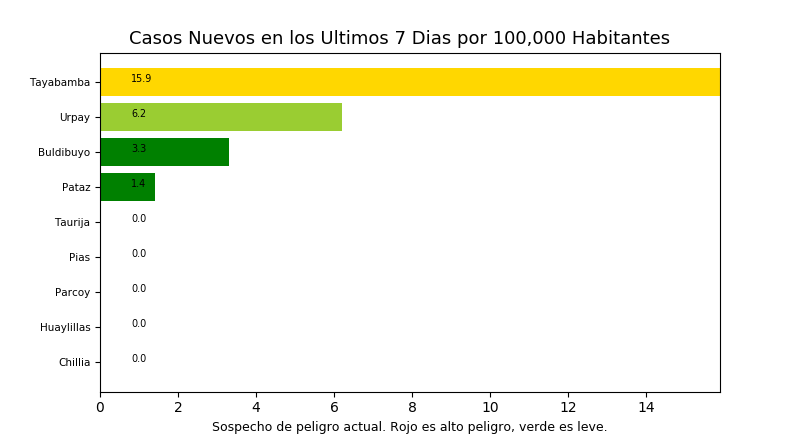 Casos Nuevos en los Ultimos 7 Dias por 100,000 Habitantes
Tayabamba 15.9
Urpay 6.2
Buldibuyo 3.3
Pataz 1.4
Taurija 0.0
Pias 0.0
Parcoy 0.0
Huaylillas 0.0
Chillia 0.0
0 2 4 6 8 10 12 14
Sospecho de peligro actual. Rojo es alto peligro, verde es leve.